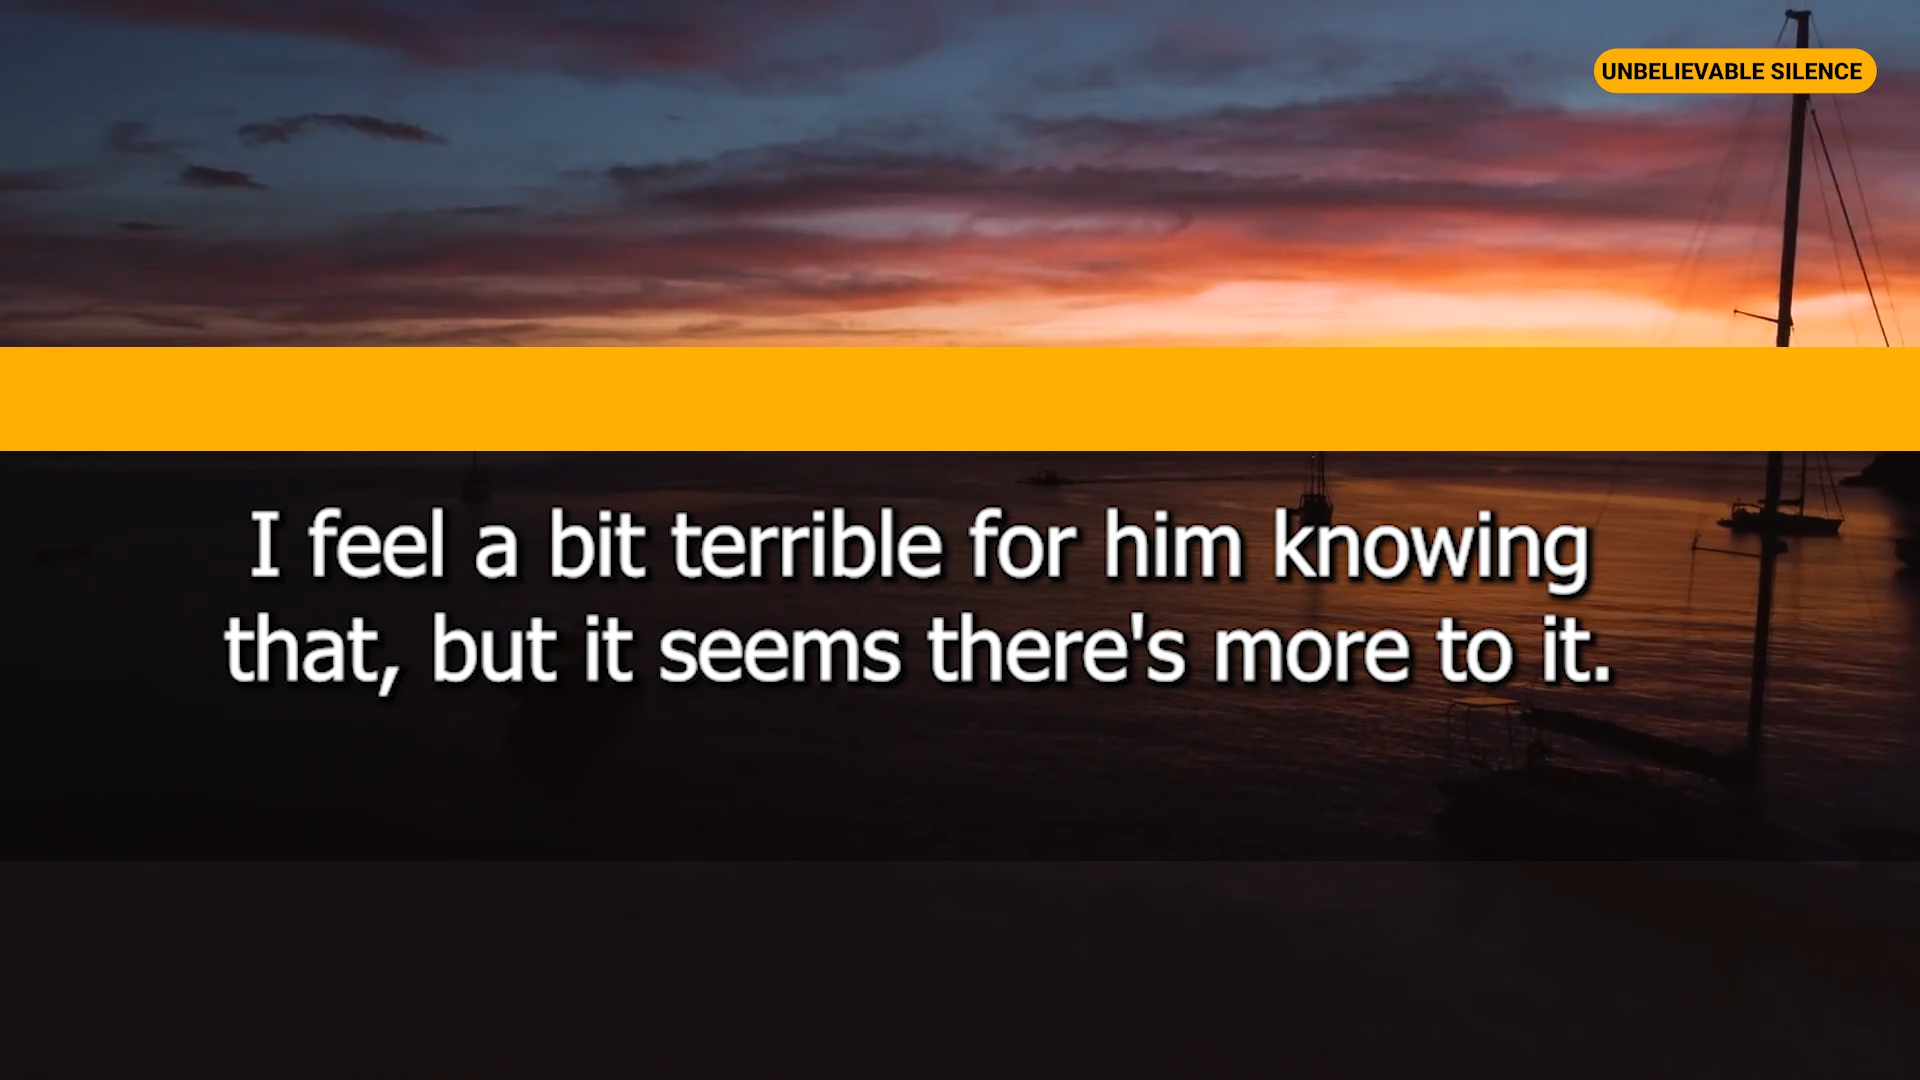 UNBELIEVABLE SILENCE
I feel a bit terrible for him knowing
that, but it seems there's more to it.